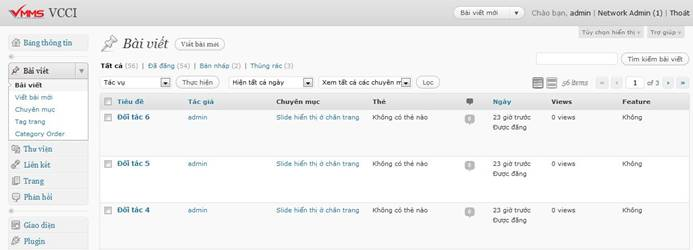 VMMS VCCI
Bài viết mới
Chào bạn, admin | Network Admin (1) | Thoát
Tùy chọn hiển thị
Trợ giúp
Bảng thông tin
Bài viết
Bài viết
Viết bài mới
Chuyên mục
Tag trang
Category Order
Thư viện
Liên kết
Trang
Phản hồi
Giao diện
Plugin
Bài viết
Viết bài mới
Tất cả (56) | Đã đăng (54) | Bản nháp (2) | Thùng rác (3)
Tìm kiếm bài viết
Tác vụ Thực hiện Hiện tất cả ngày Xem tất cả các chuyên m Lọc
56 items « ‹ 1 of 3 › »
Tiêu đề Tác giả Chuyên mục Thẻ Ngày Views Feature
Đối tác 6 admin Slide hiển thị ở chân trang Không có thẻ nào 0 23 giờ trước 0 views Không
Được đăng
Đối tác 5 admin Slide hiển thị ở chân trang Không có thẻ nào 0 23 giờ trước 0 views Không
Được đăng
Đối tác 4 admin Slide hiển thị ở chân trang Không có thẻ nào 0 23 giờ trước 0 views Không
Được đăng